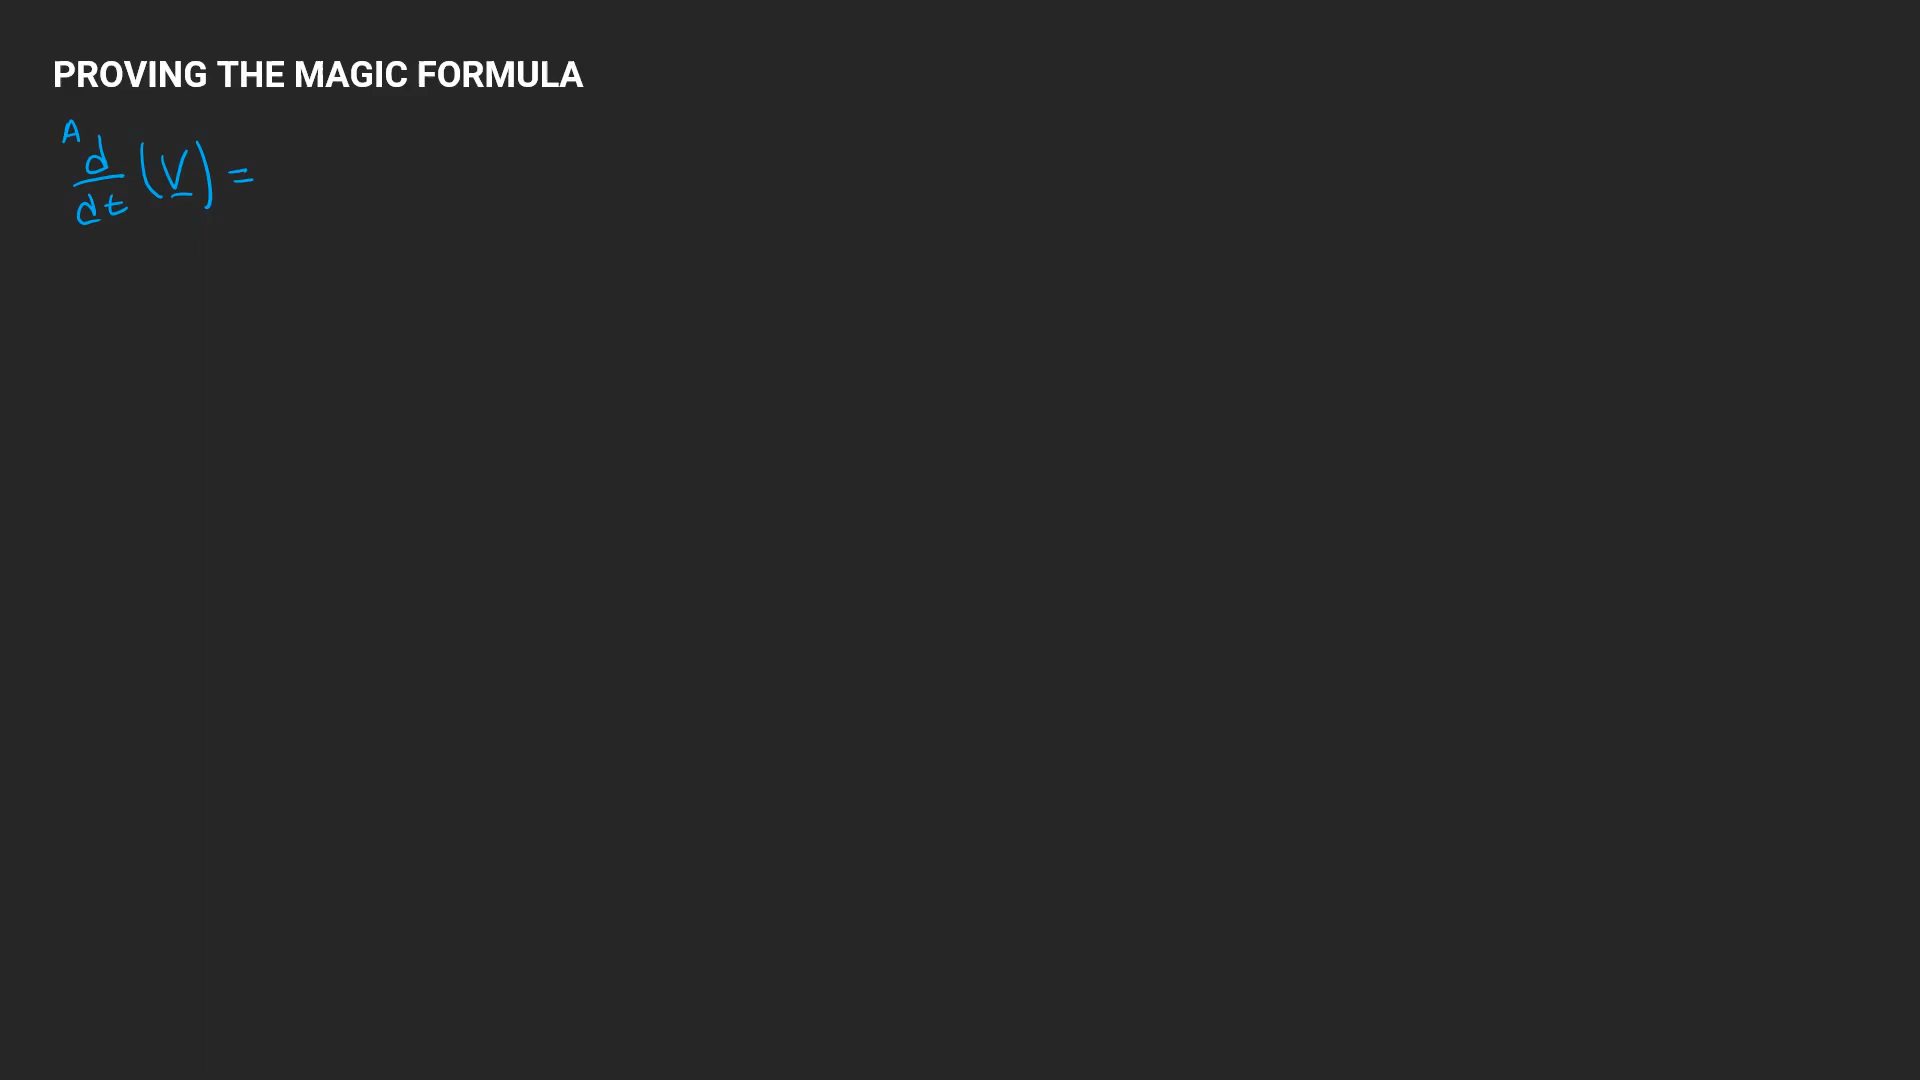 PROVING THE MAGIC FORMULA
A d/dt (V) =